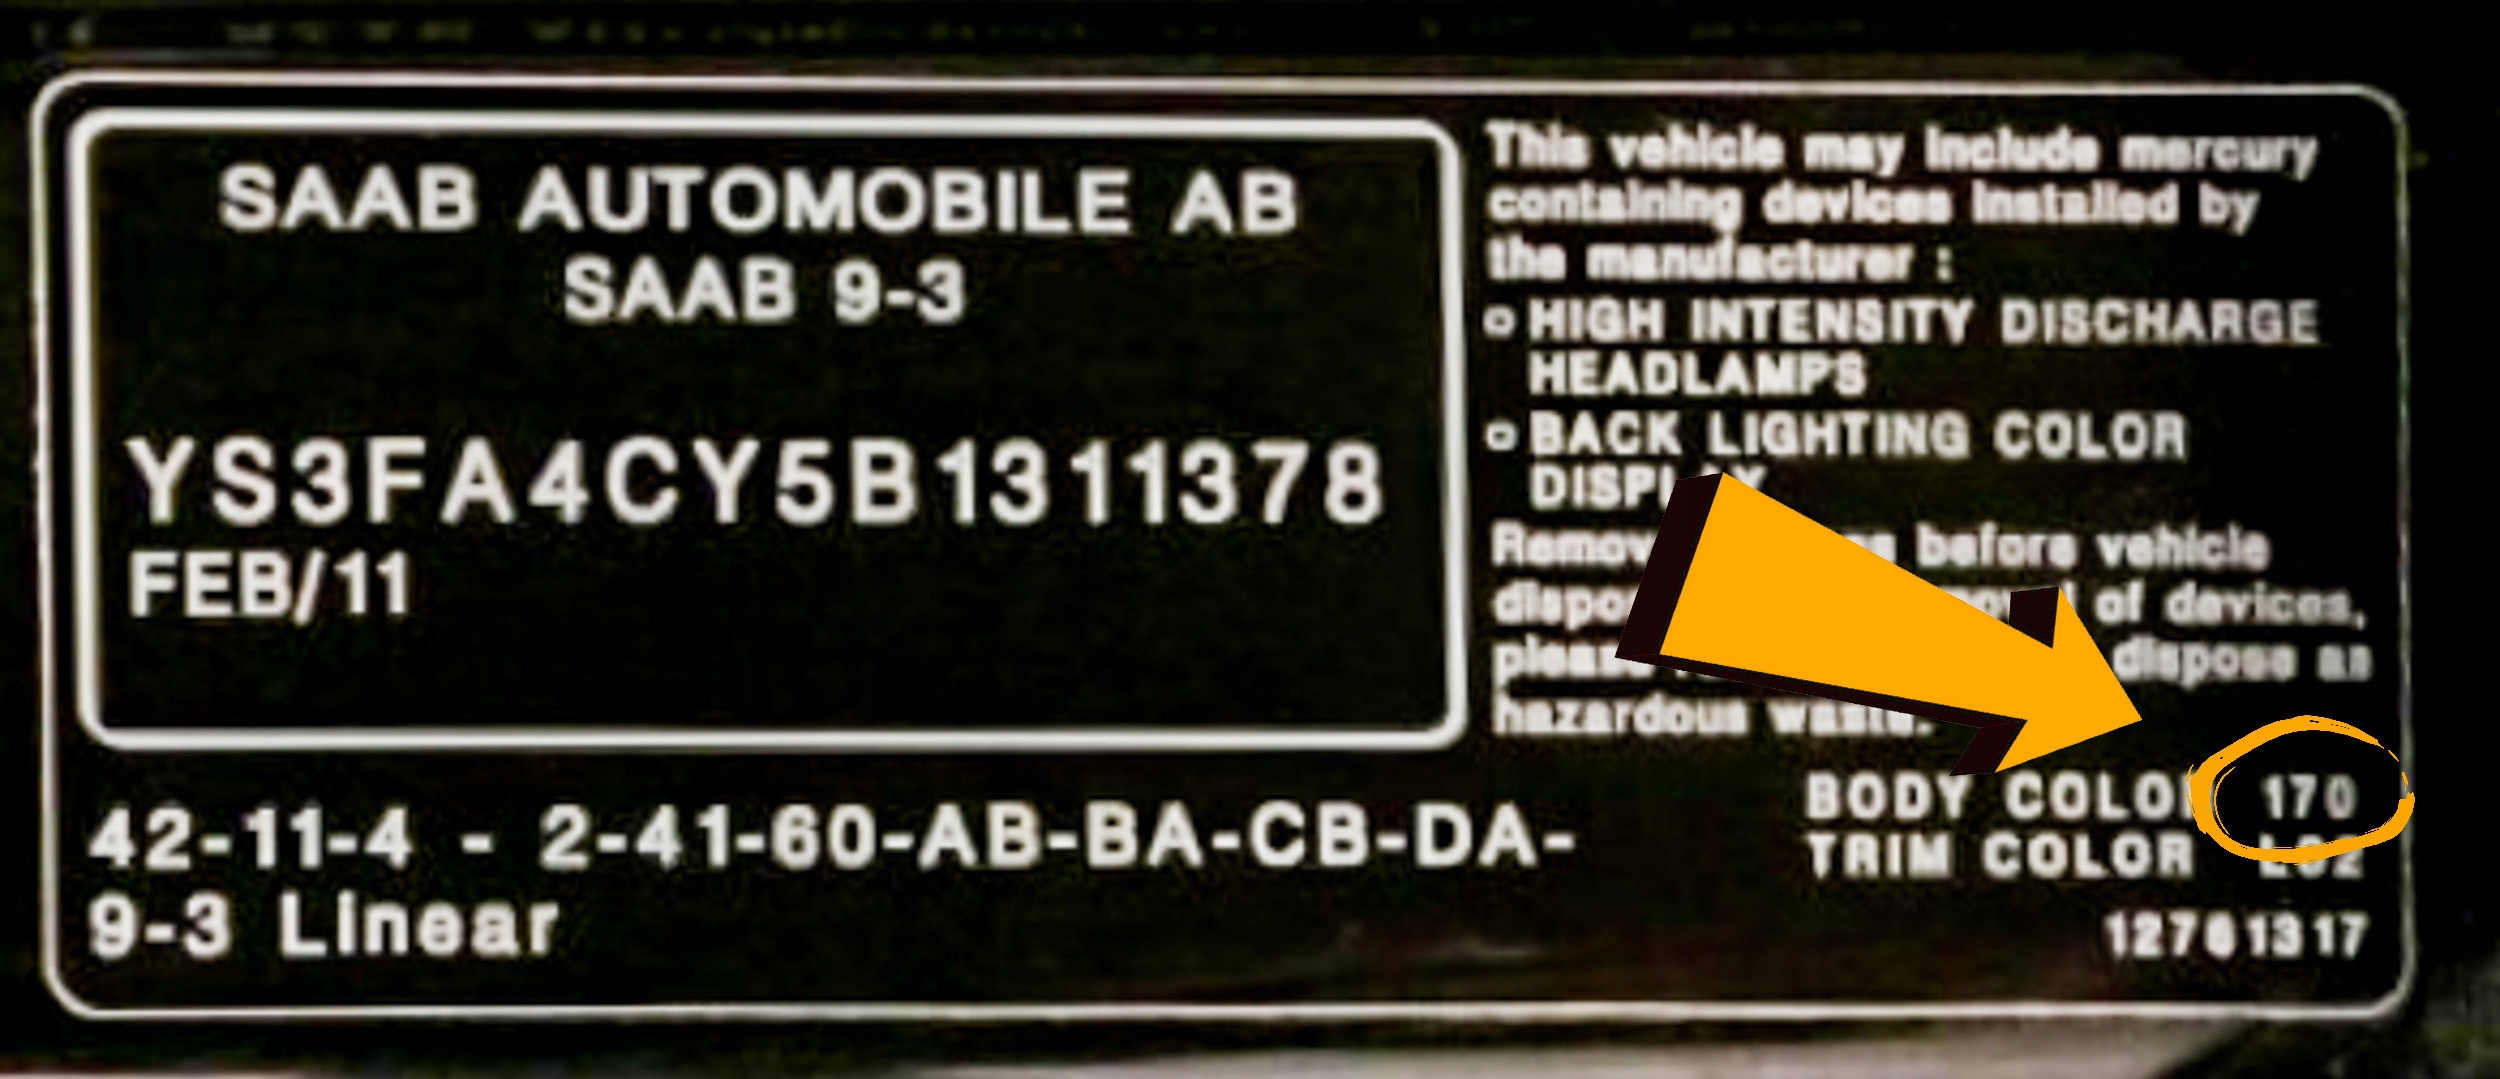 SAAB AUTOMOBILE AB
SAAB 9-3
YS3FA4CY5B1311378
FEB/11
This vehicle may include mercury
containing devices installed by
the manufacturer :
o HIGH INTENSITY DISCHARGE
HEADLAMPS
o BACK LIGHTING COLOR
DISPLAY
before vehicle
of devices,
dispose as
hazardous waste.
42-11-4 - 2-41-60-AB-BA-CB-DA-
9-3 Linear
BODY COLOR 170
TRIM COLOR
12761317